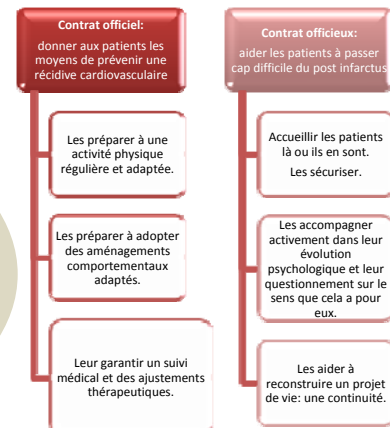 Contrat officiel:
donner aux patients les
moyens de prévenir une
récidive cardiovasculaire
Les préparer à une
activité physique
régulière et adaptée.
Les préparer à adopter
des aménagements
comportementaux
adaptés.
Leur garantir un suivi
médical et des ajustements
thérapeutiques.
Contrat officieux:
aider les patients à passer
cap difficile du post infarctus
Accueillir les patients
là ou ils en sont.
Les sécuriser.
Les accompagner
activement dans leur
évolution
psychologique et leur
questionnement sur le
sens que cela a pour
eux.
Les aider à
reconstruire un projet
de vie: une continuité.